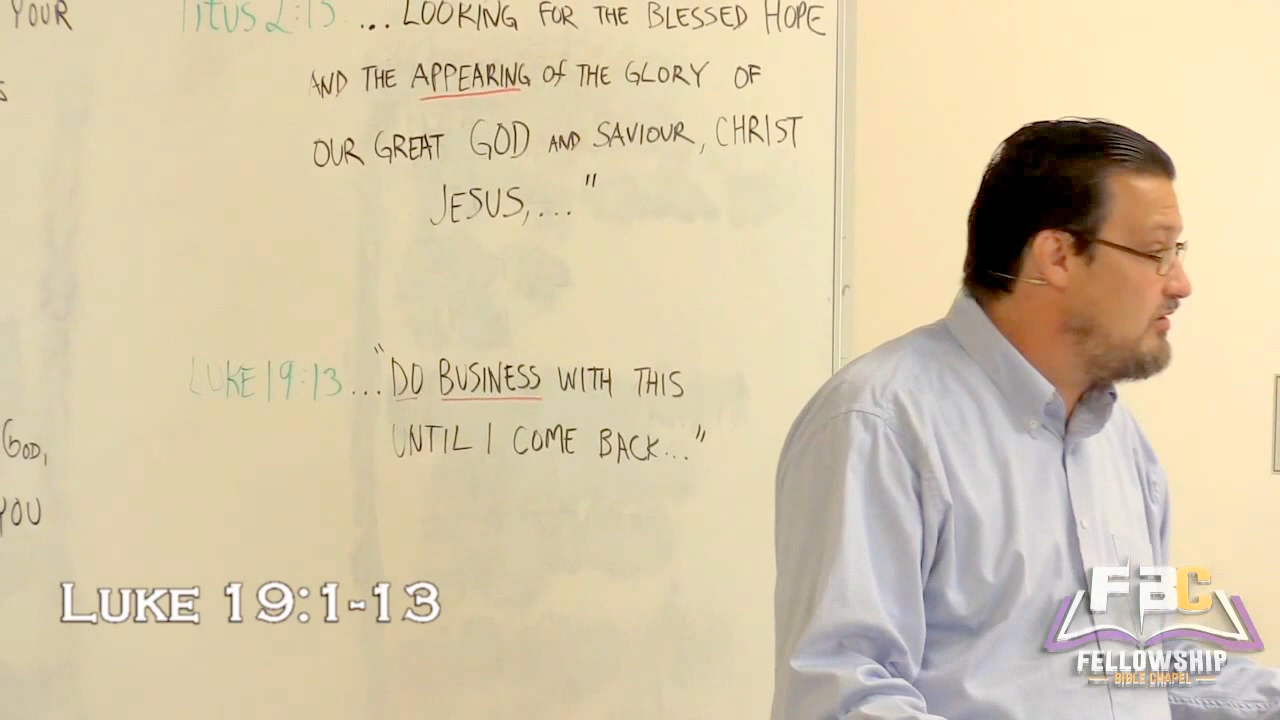 YOUR
S
Titus 2:13 ... LOOKING FOR THE BLESSED HOPE
AND THE APPEARING of THE GLORY OF
OUR GREAT GOD AND SAVIOUR, CHRIST
JESUS,..."
LUKE 19:13 ... "DO BUSINESS WITH THIS
UNTIL I COME BACK..."
GOD,
YOU
LUKE 19:1-13
FBC
FELLOWSHIP
BIBLE CHAPEL